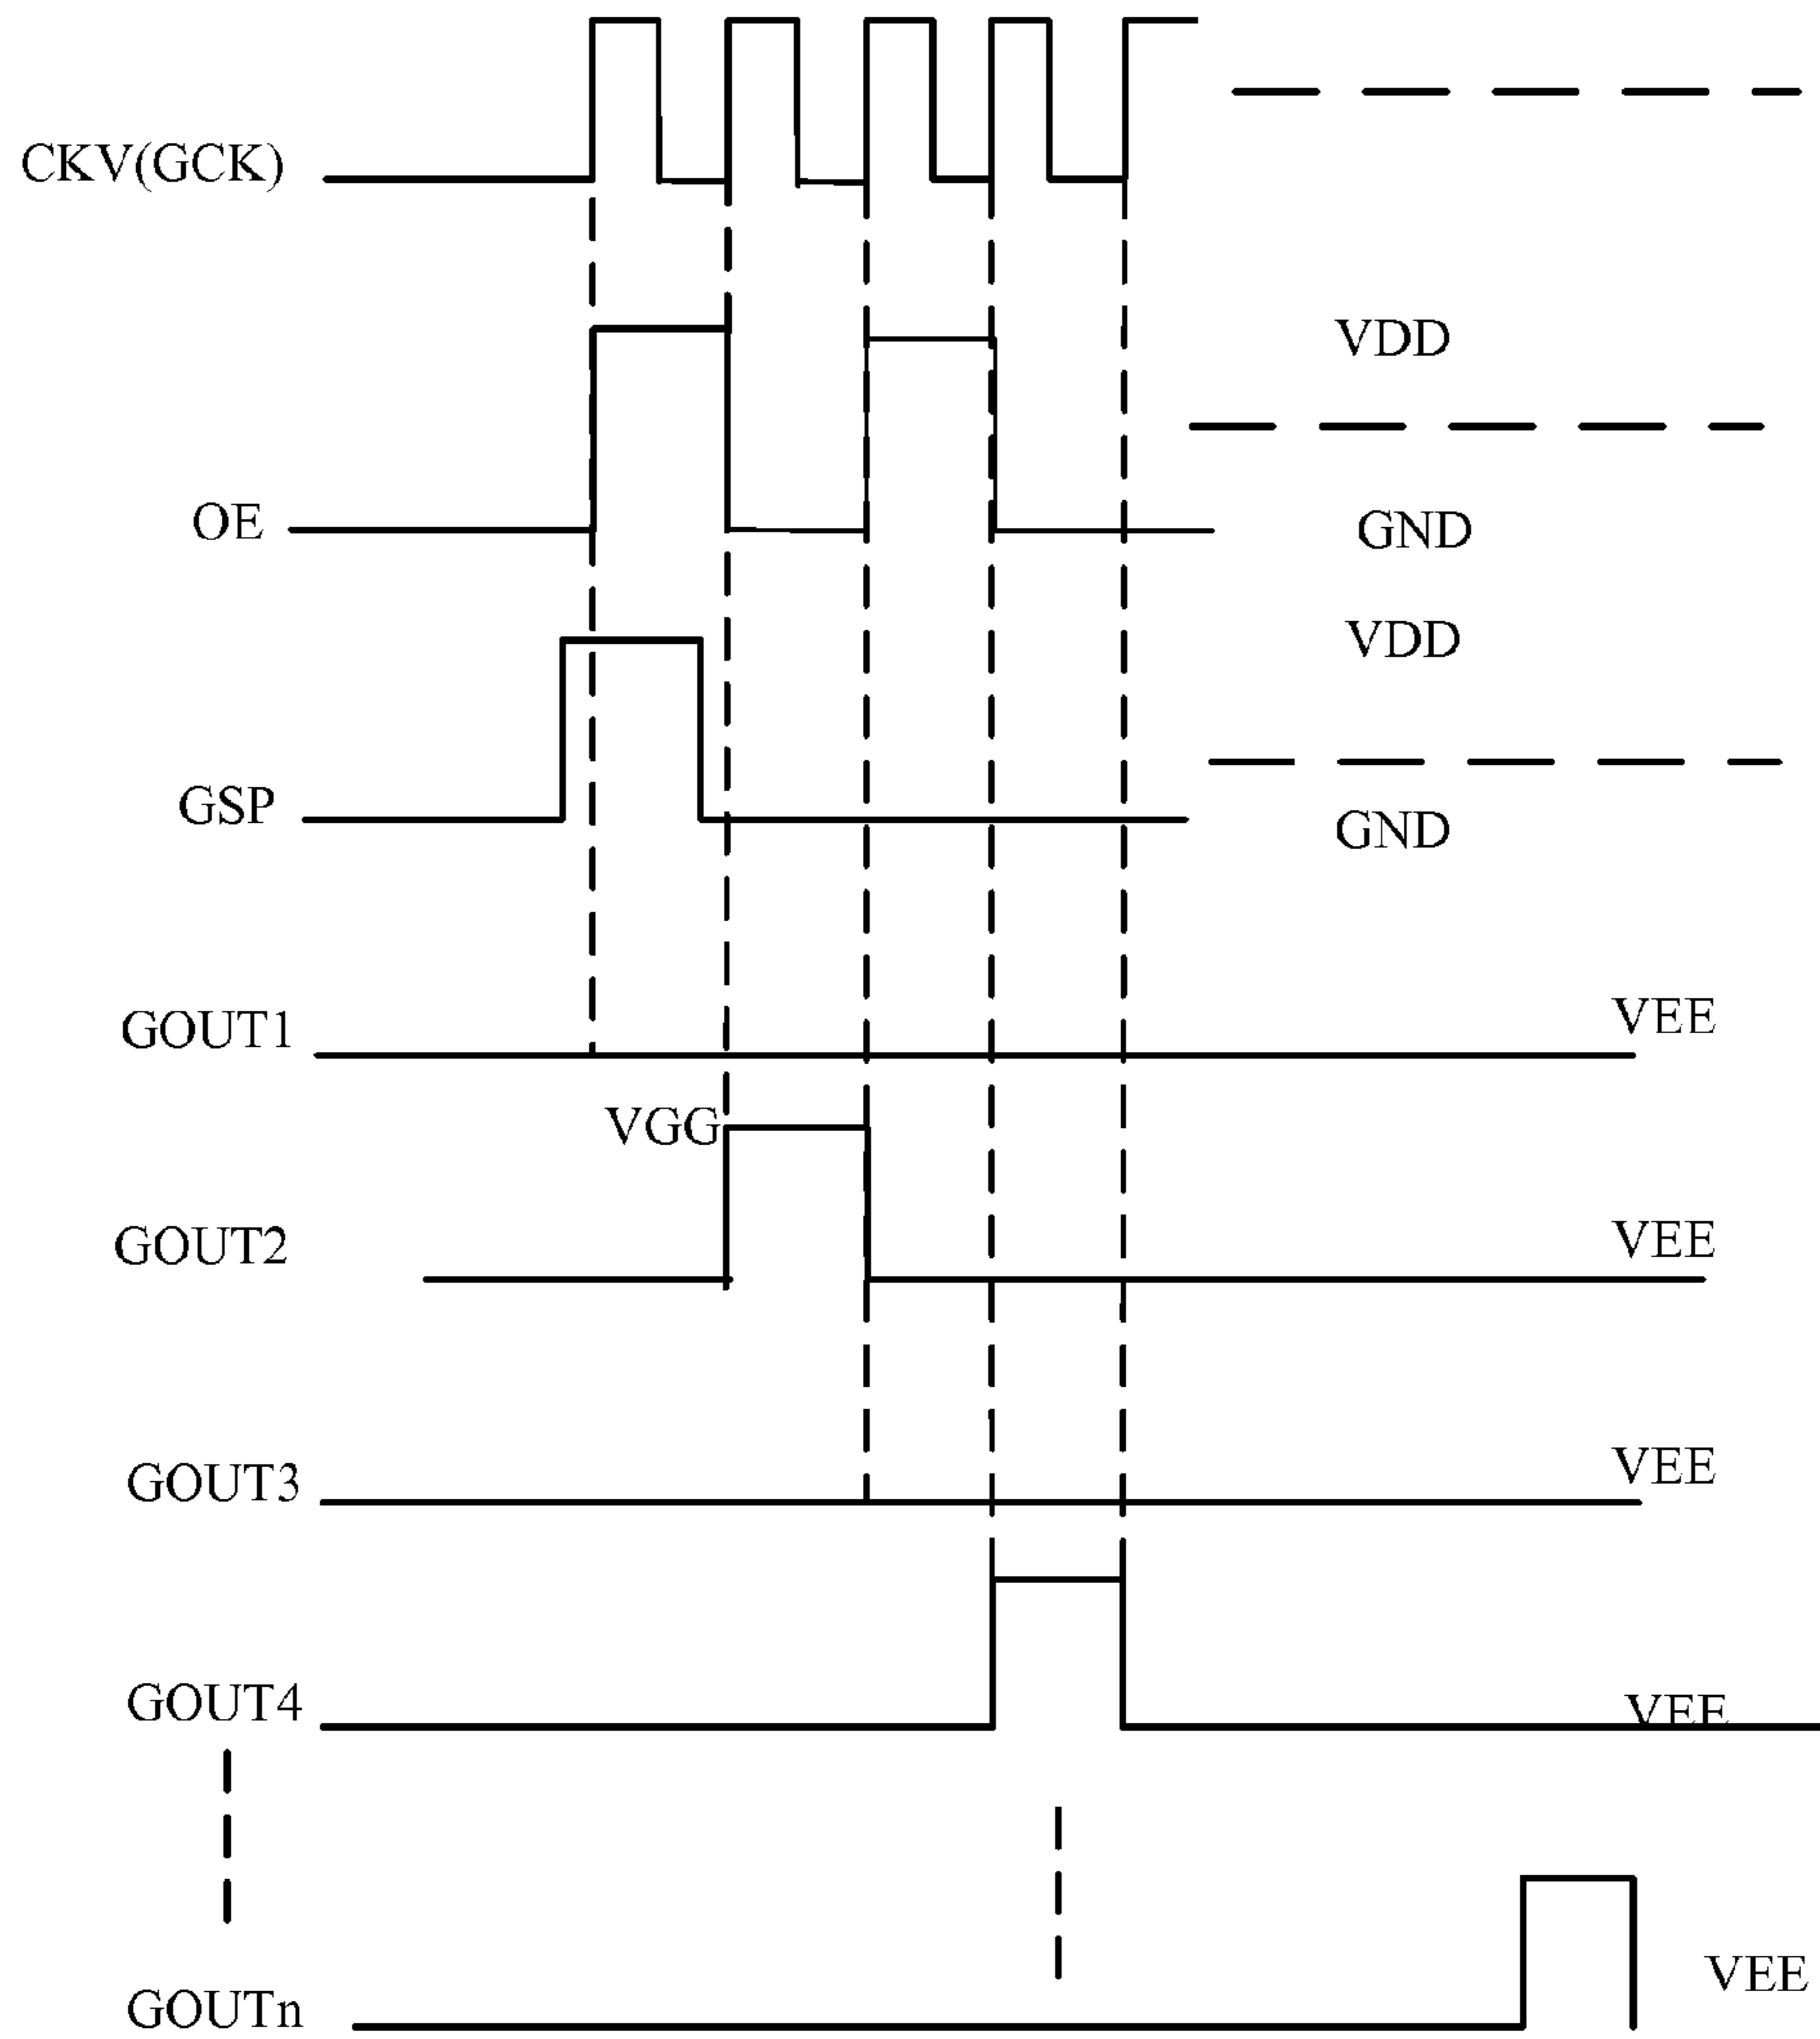 CKV(GCK)
VDD
OE
GND
VDD
GSP
GND
GOUT1
VEE
VGG
GOUT2
VEE
GOUT3
VEE
GOUT4
VEE
GOUTn
VEE